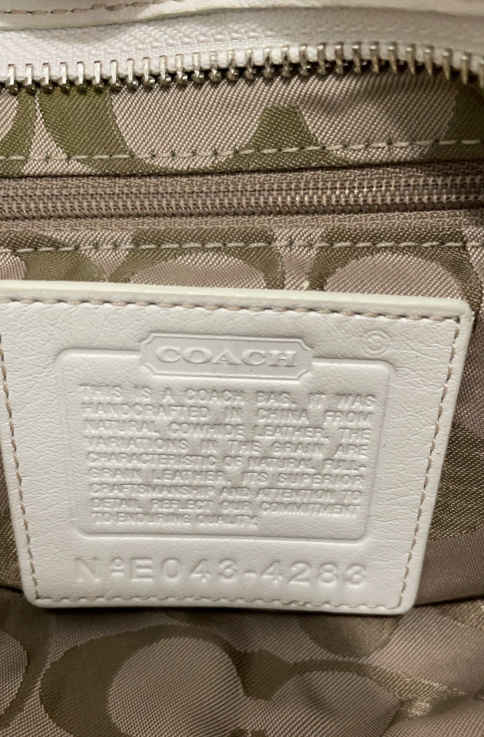 COACH
THIS IS A COACH BAG. IT WAS
HANDCRAFTED IN CHINA FROM
NATURAL COWHIDE LEATHER. THE
VARIATIONS IN THE GRAIN ARE
CHARACTERISTIC OF NATURAL FULL-
GRAIN LEATHER. ITS SUPERIOR
CRAFTSMANSHIP AND ATTENTION TO
DETAIL REFLECT OUR COMMITMENT
TO ENDURING QUALITY.
NºE043-4283